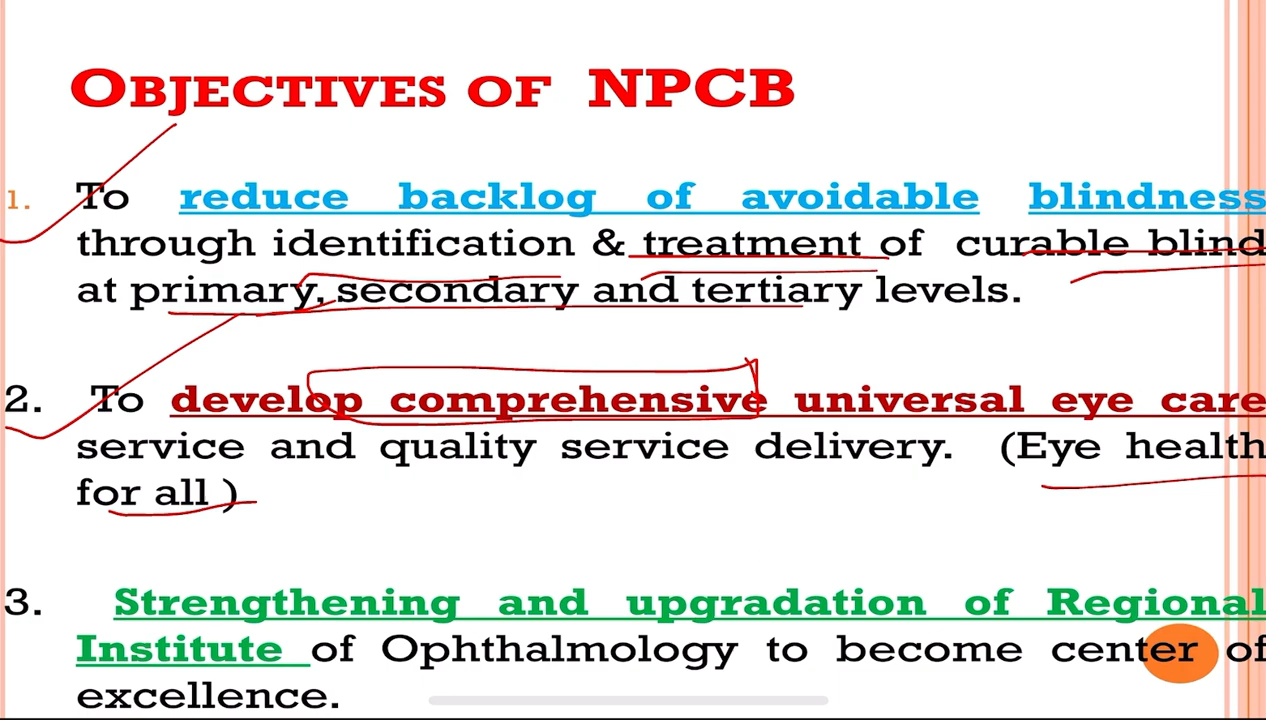 OBJECTIVES OF NPCB
1. To reduce backlog of avoidable blindness
through identification & treatment of curable blind
at primary, secondary and tertiary levels.
2. To develop comprehensive universal eye care
service and quality service delivery. (Eye health
for all )
3. Strengthening and upgradation of Regional
Institute of Ophthalmology to become center of
excellence.